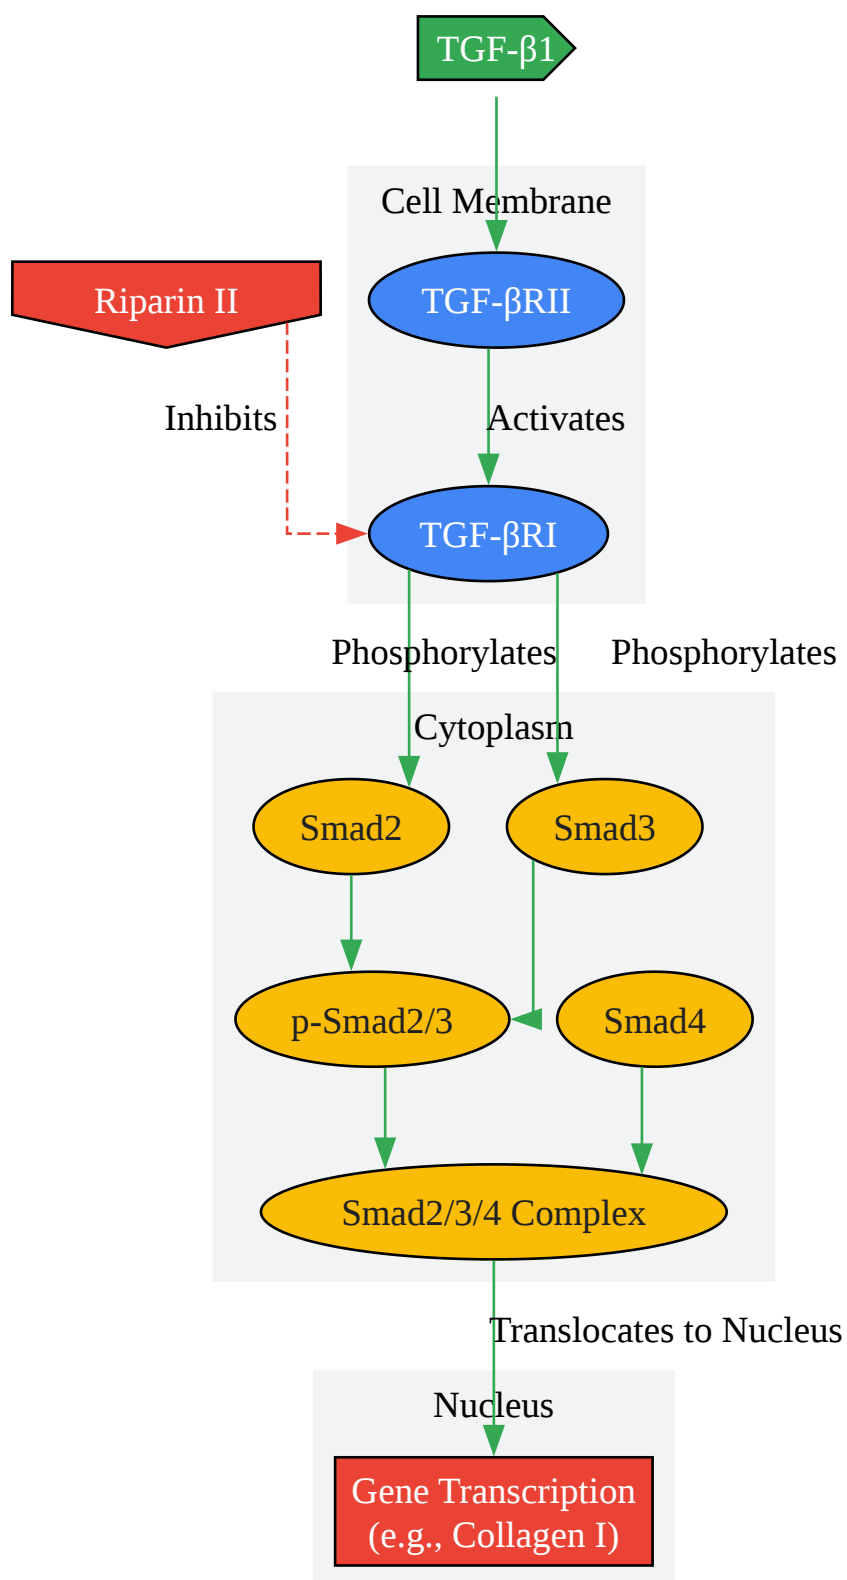 TGF-β1
Cell Membrane
Riparin II
TGF-βRII
Inhibits
Activates
TGF-βRI
Phosphorylates
Phosphorylates
Cytoplasm
Smad2
Smad3
p-Smad2/3
Smad4
Smad2/3/4 Complex
Translocates to Nucleus
Nucleus
Gene Transcription
(e.g., Collagen I)